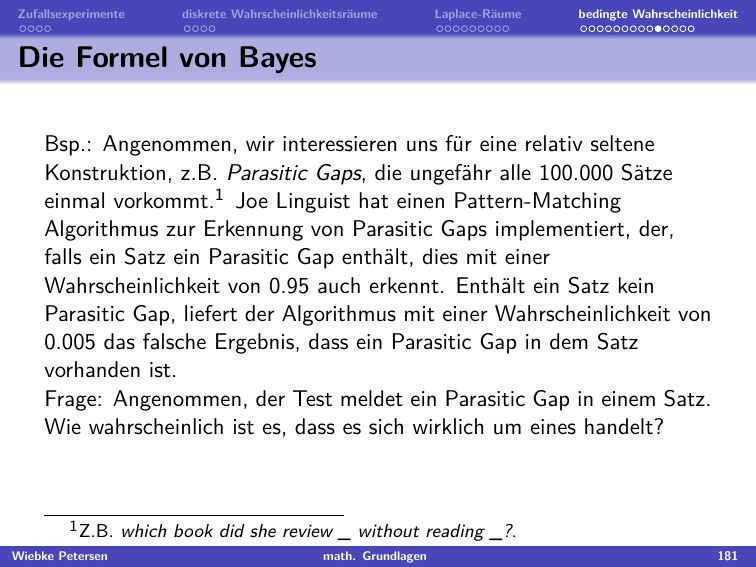 Zufallsexperimente diskrete Wahrscheinlichkeitsräume Laplace-Räume bedingte Wahrscheinlichkeit
Die Formel von Bayes
Bsp.: Angenommen, wir interessieren uns für eine relativ seltene
Konstruktion, z.B. Parasitic Gaps, die ungefähr alle 100.000 Sätze
einmal vorkommt.1 Joe Linguist hat einen Pattern-Matching
Algorithmus zur Erkennung von Parasitic Gaps implementiert, der,
falls ein Satz ein Parasitic Gap enthält, dies mit einer
Wahrscheinlichkeit von 0.95 auch erkennt. Enthält ein Satz kein
Parasitic Gap, liefert der Algorithmus mit einer Wahrscheinlichkeit von
0.005 das falsche Ergebnis, dass ein Parasitic Gap in dem Satz
vorhanden ist.
Frage: Angenommen, der Test meldet ein Parasitic Gap in einem Satz.
Wie wahrscheinlich ist es, dass es sich wirklich um eines handelt?
1Z.B. which book did she review _ without reading _?.
Wiebke Petersen math. Grundlagen 181